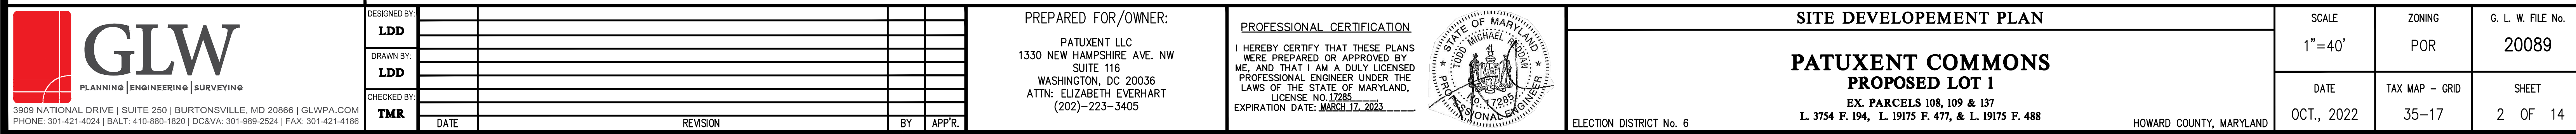 GLW
PLANNING | ENGINEERING | SURVEYING
3909 NATIONAL DRIVE | SUITE 250 | BURTONSVILLE, MD 20866 | GLWPA.COM
PHONE: 301-421-4024 | BALT: 410-880-1820 | DC&VA: 301-989-2524 | FAX: 301-421-4186
DESIGNED BY:
LDD
DRAWN BY:
LDD
CHECKED BY:
TMR
DATE
REVISION
BY
APP'R.
PREPARED FOR/OWNER:
PATUXENT LLC
1330 NEW HAMPSHIRE AVE. NW
SUITE 116
WASHINGTON, DC 20036
ATTN: ELIZABETH EVERHART
(202)-223-3405
PROFESSIONAL CERTIFICATION
I HEREBY CERTIFY THAT THESE PLANS
WERE PREPARED OR APPROVED BY
ME, AND THAT I AM A DULY LICENSED
PROFESSIONAL ENGINEER UNDER THE
LAWS OF THE STATE OF MARYLAND,
LICENSE NO. 17285
EXPIRATION DATE: MARCH 17, 2023
STATE OF MARYLAND
TODD MICHAEL REDDAN
No. 17285
PROFESSIONAL ENGINEER
SITE DEVELOPEMENT PLAN
PATUXENT COMMONS
PROPOSED LOT 1
EX. PARCELS 108, 109 & 137
L. 3754 F. 194, L. 19175 F. 477, & L. 19175 F. 488
ELECTION DISTRICT No. 6
HOWARD COUNTY, MARYLAND
SCALE
1"=40'
ZONING
POR
G. L. W. FILE No.
20089
DATE
OCT., 2022
TAX MAP - GRID
35-17
SHEET
2 OF 14